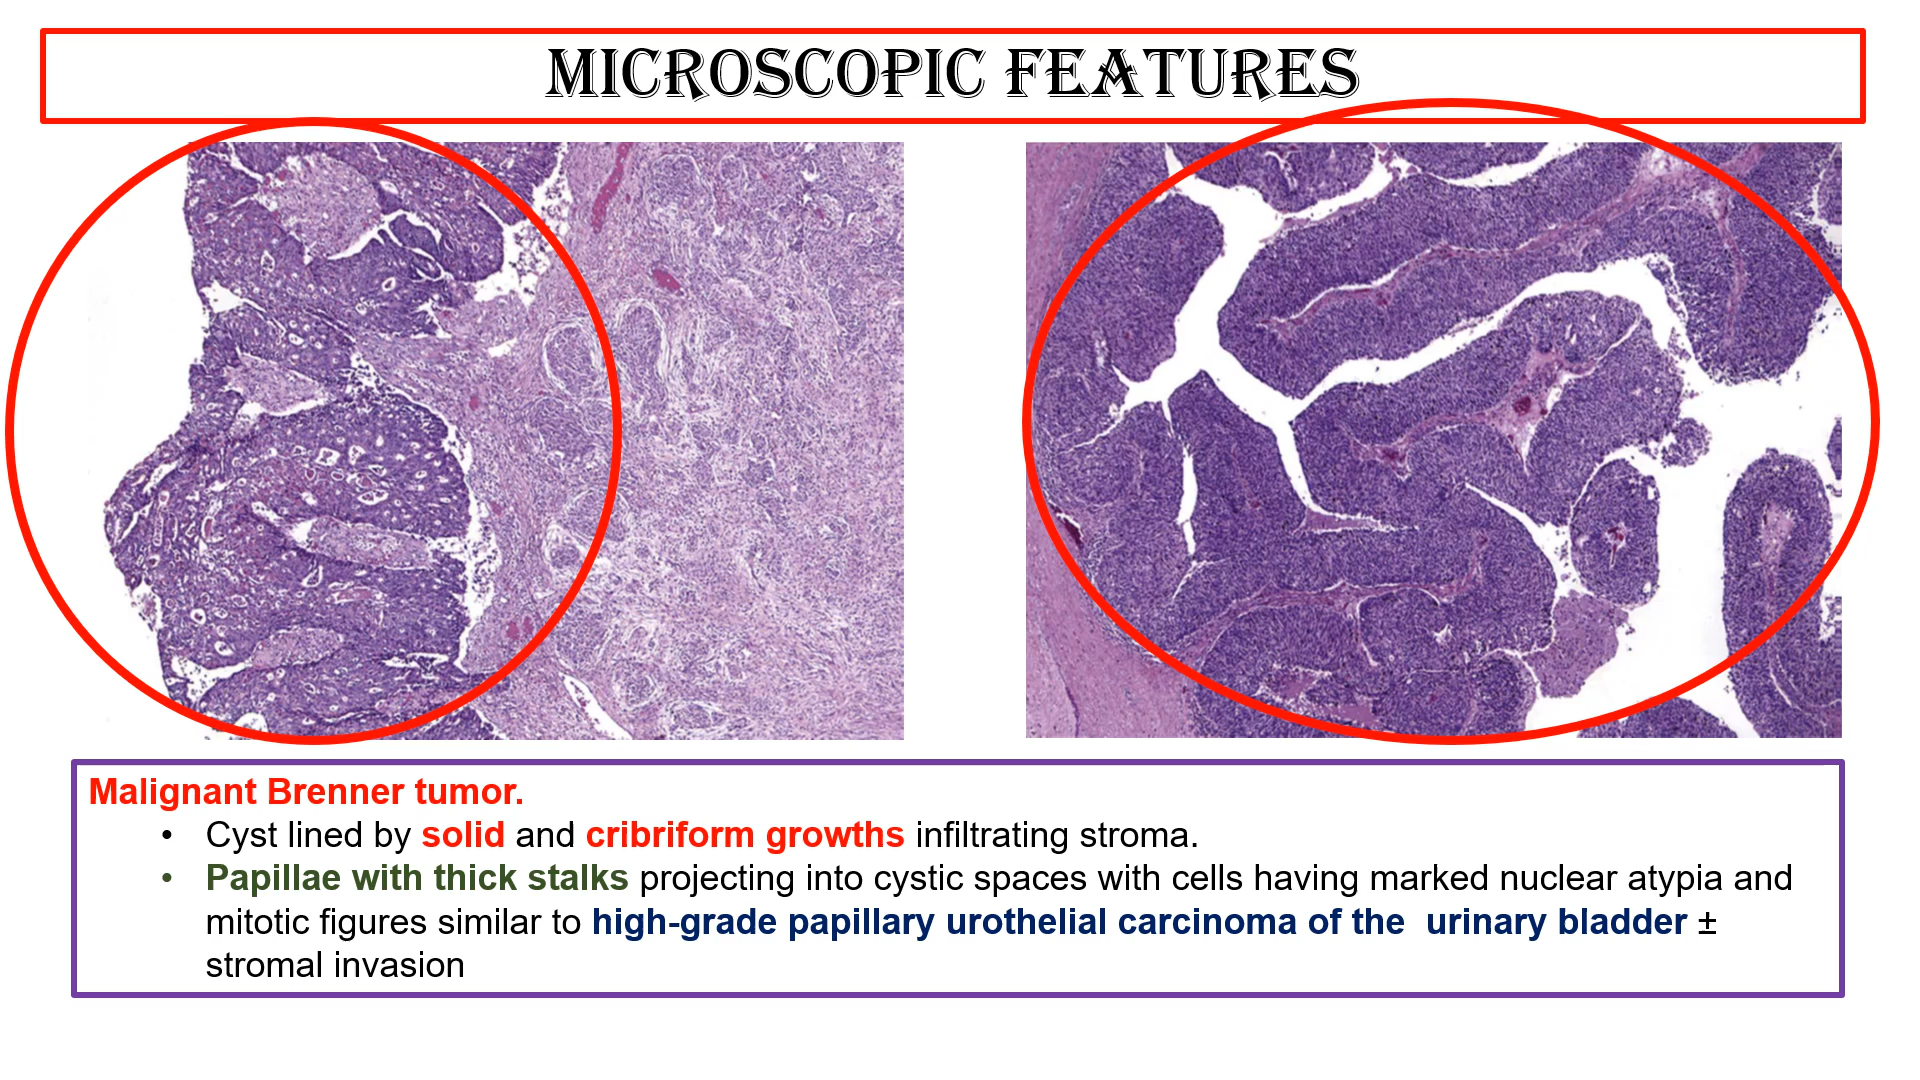 MICROSCOPIC FEATURES
Malignant Brenner tumor.
• Cyst lined by solid and cribriform growths infiltrating stroma.
• Papillae with thick stalks projecting into cystic spaces with cells having marked nuclear atypia and
mitotic figures similar to high-grade papillary urothelial carcinoma of the  urinary bladder ±
stromal invasion